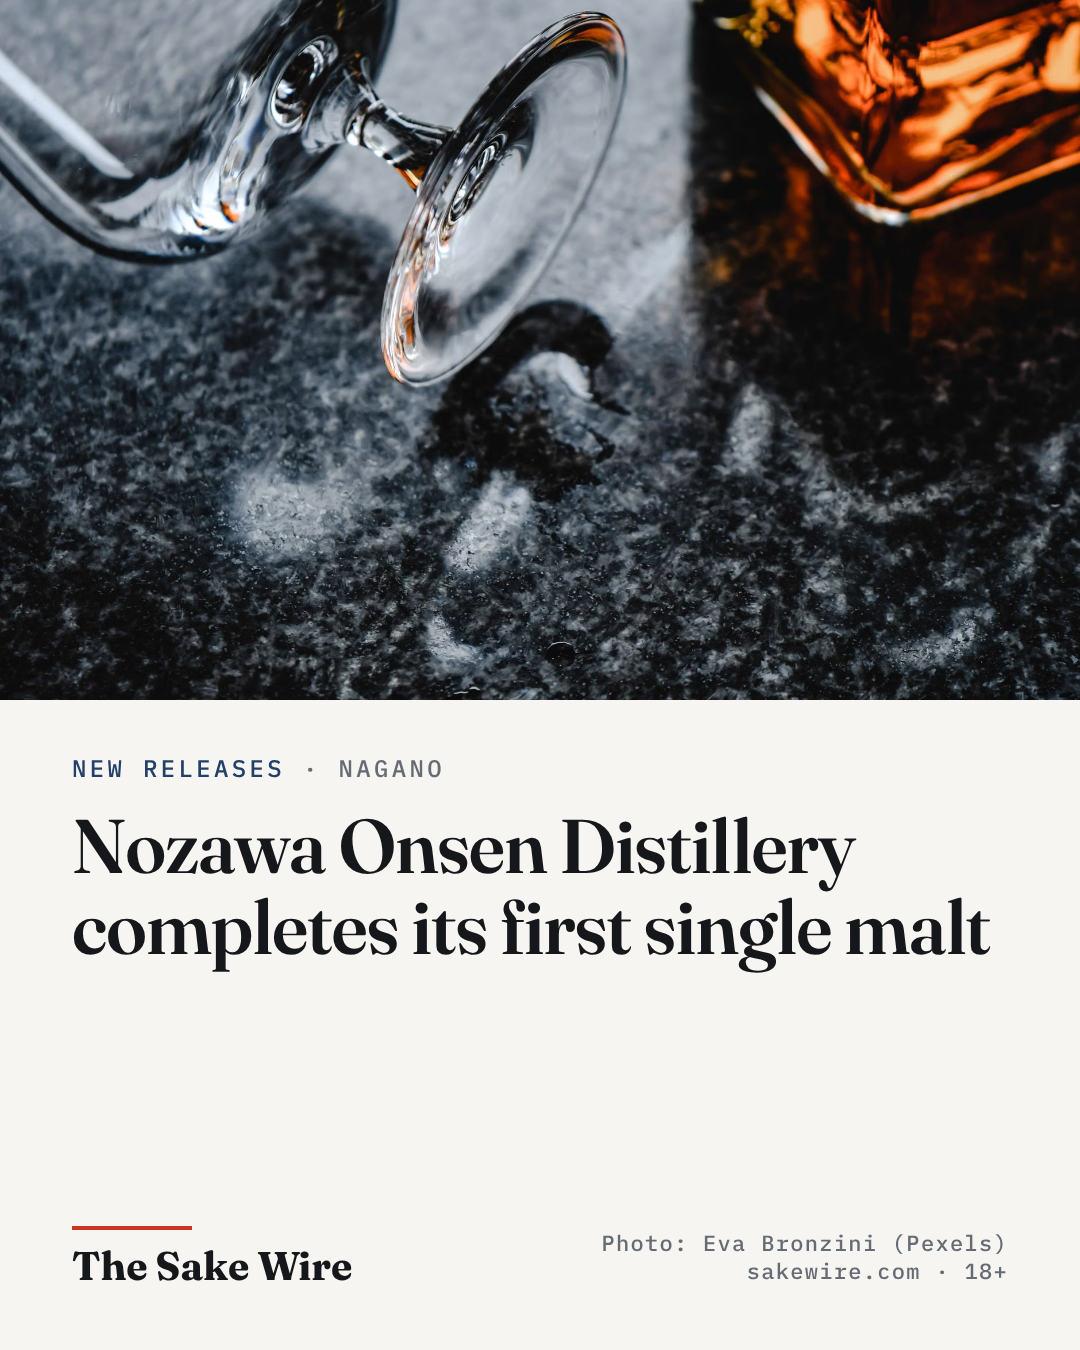 NEW RELEASES · NAGANO
Nozawa Onsen Distillery
completes its first single malt
The Sake Wire
Photo: Eva Bronzini (Pexels)
sakewire.com · 18+